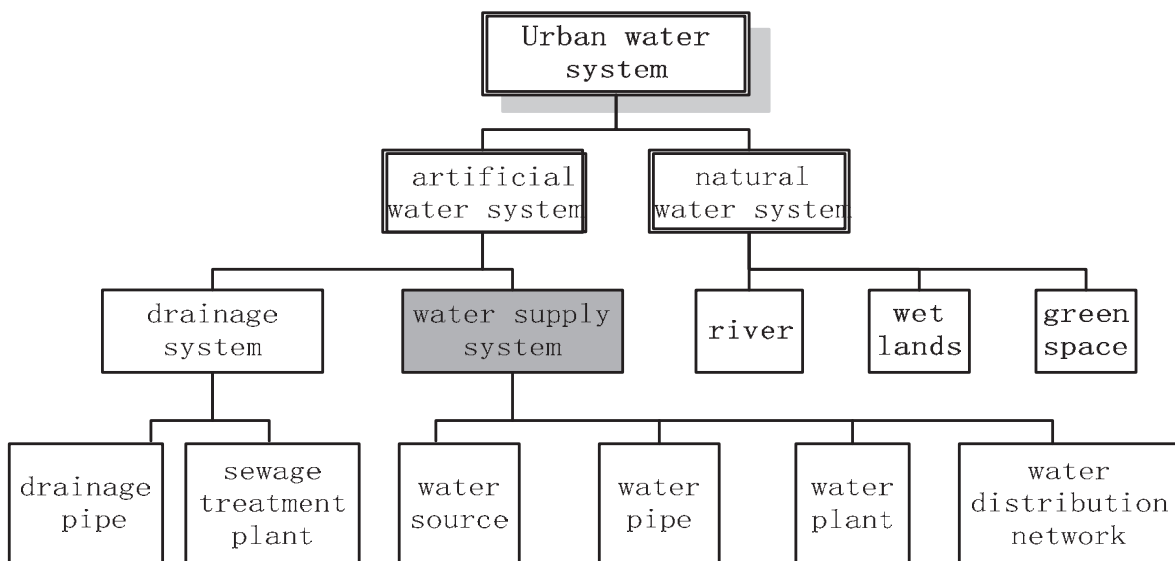 Urban water
system
artificial
water system
natural
water system
drainage
system
water supply
system
river
wet
lands
green
space
drainage
pipe
sewage
treatment
plant
water
source
water
pipe
water
plant
water
distribution
network